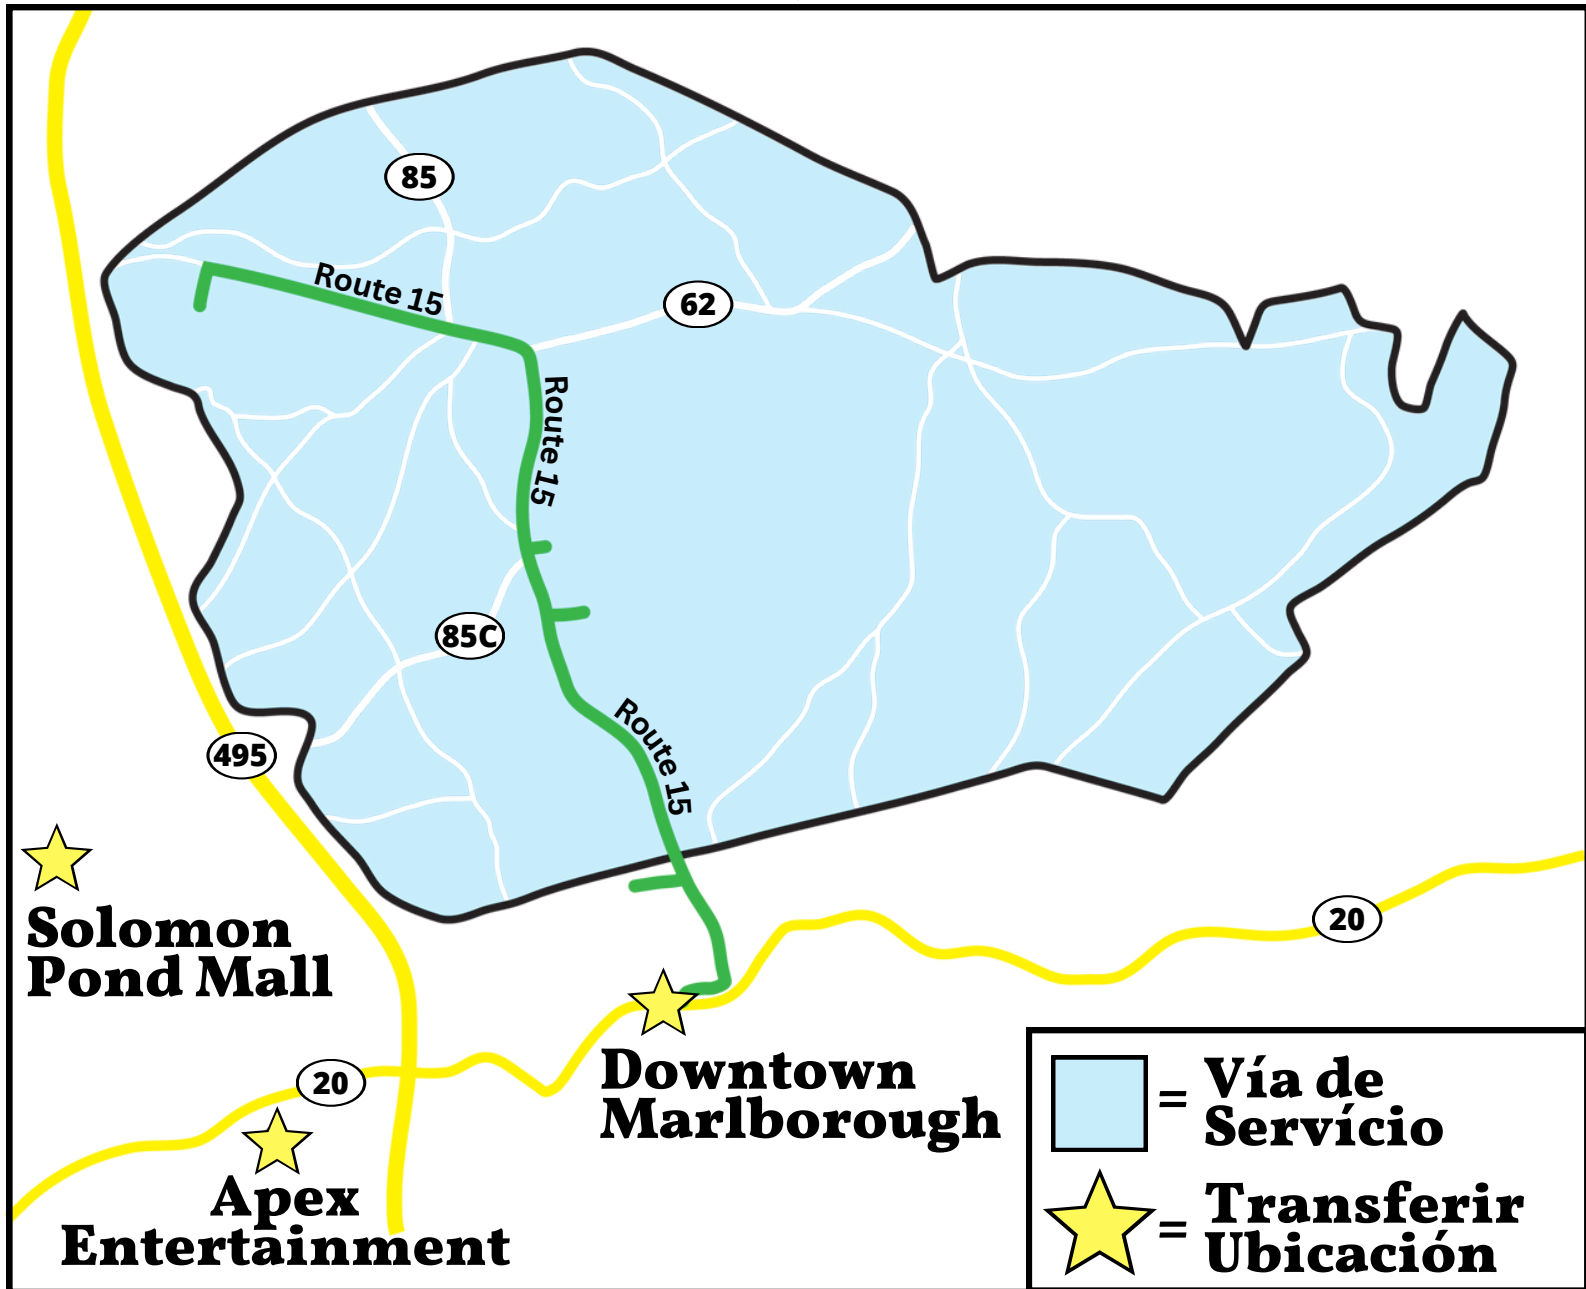 85
Route 15
62
Route 15
85C
Route 15
495
Solomon
Pond Mall
20
20
Downtown
Marlborough
Apex
Entertainment
= Vía de
Servício
= Transferir
Ubicación